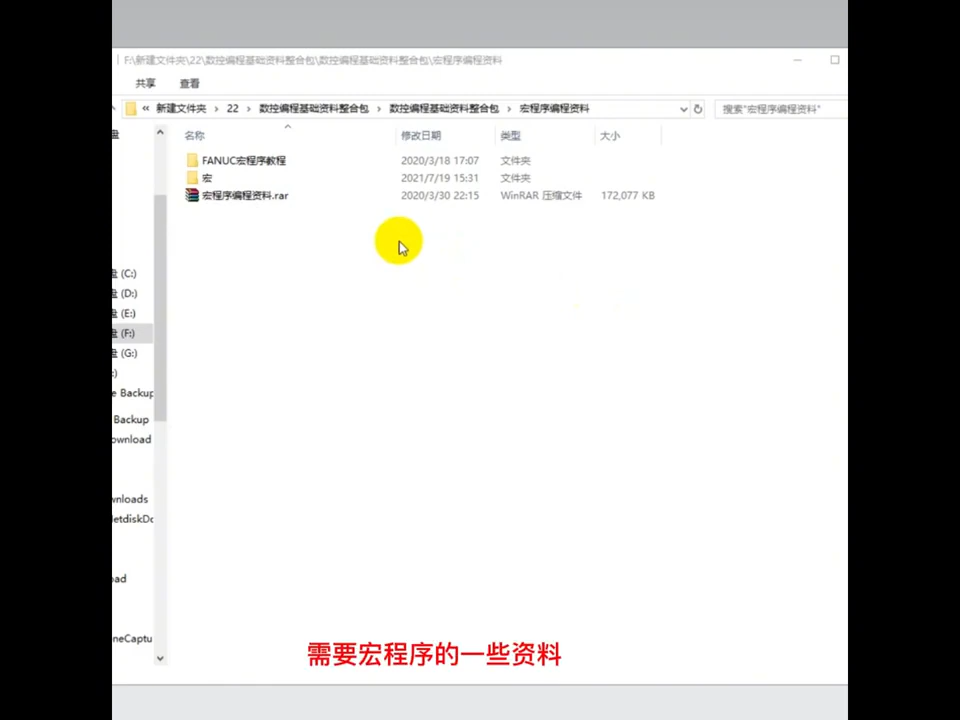 F:\新建文件夹\22\数控编程基础资料整合包\数控编程基础资料整合包\宏程序编程资料
共享 查看
« 新建文件夹 › 22 › 数控编程基础资料整合包 › 数控编程基础资料整合包 › 宏程序编程资料
搜索"宏程序编程资料"
名称 修改日期 类型 大小
FANUC宏程序教程 2020/3/18 17:07 文件夹
宏 2021/7/19 15:31 文件夹
宏程序编程资料.rar 2020/3/30 22:15 WinRAR 压缩文件 172,077 KB
盘
盘 (C:)
盘 (D:)
盘 (E:)
盘 (F:)
盘 (G:)
:)
e Backup
Backup
ownload
wnloads
letdiskDo
oad
neCaptu
需要宏程序的一些资料